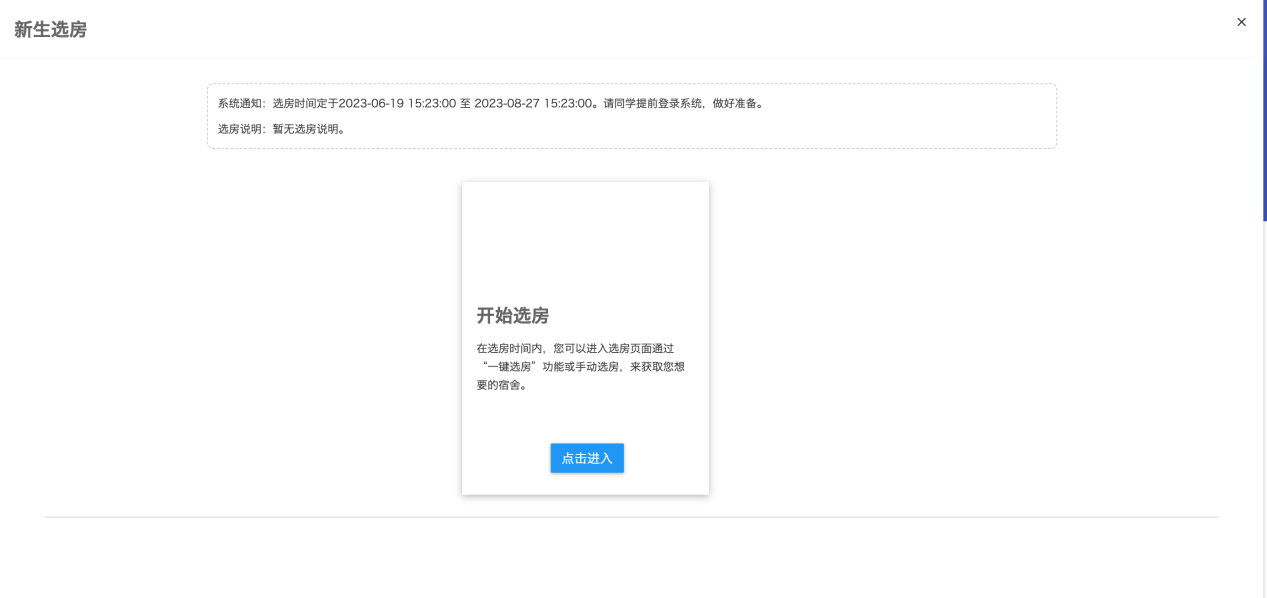 新生选房
×
系统通知：选房时间定于2023-06-19 15:23:00 至 2023-08-27 15:23:00。请同学提前登录系统，做好准备。
选房说明：暂无选房说明。
开始选房
在选房时间内，您可以进入选房页面通过
“一键选房”功能或手动选房，来获取您想
要的宿舍。
点击进入